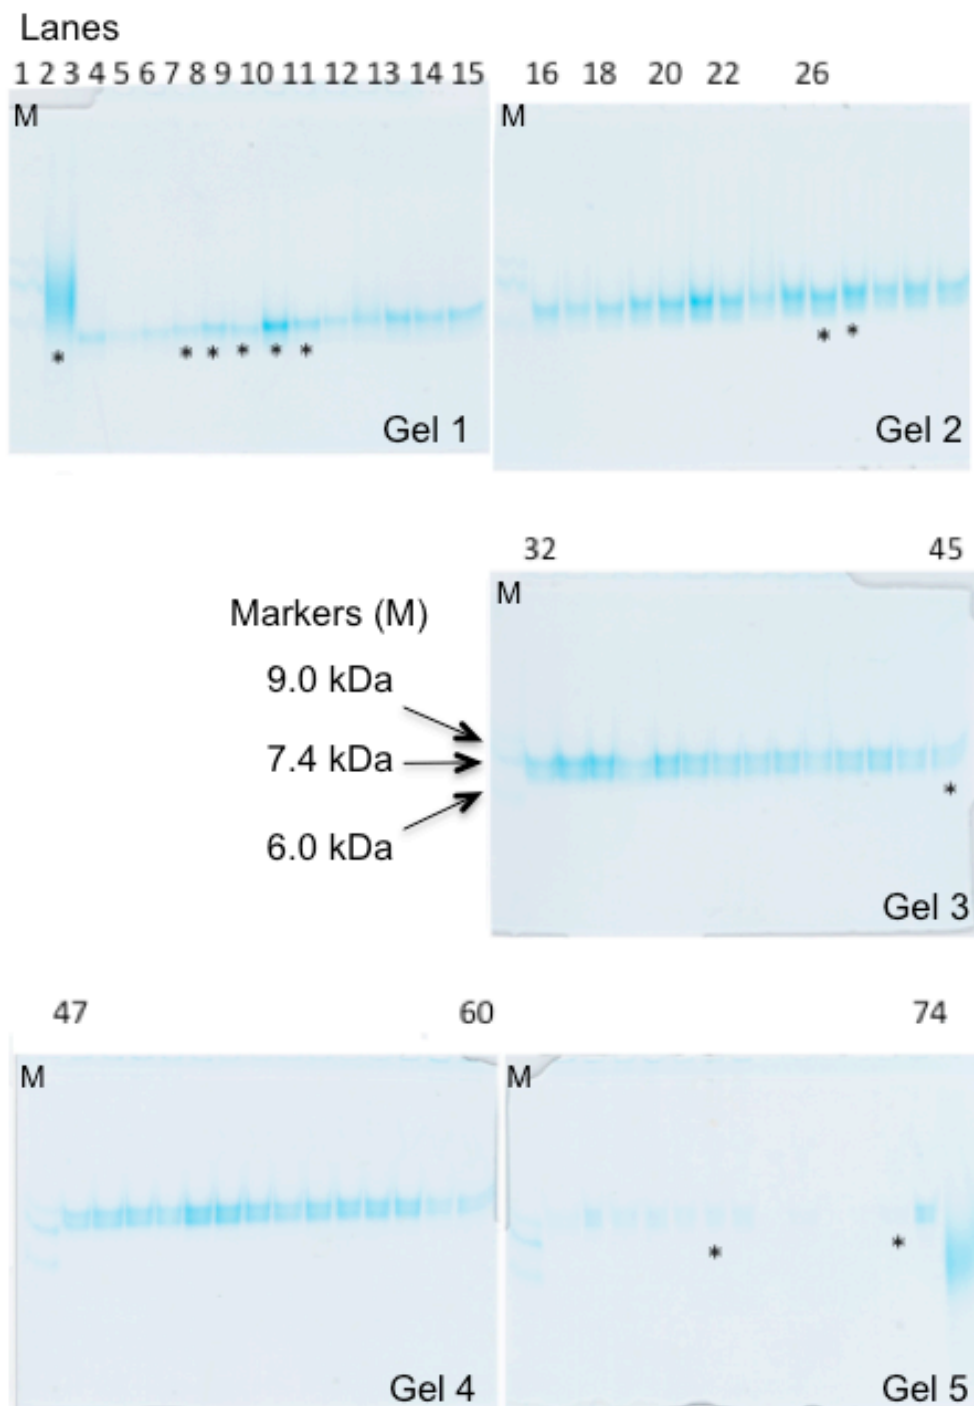 Lanes
1 2 3 4 5 6 7 8 9 10 11 12 13 14 15
16 18 20 22 26
M
M
* * * * * *
* *
Gel 1
Gel 2
32 45
M
Markers (M)
9.0 kDa
7.4 kDa
6.0 kDa
*
Gel 3
47 60
74
M
M
* *
Gel 4
Gel 5